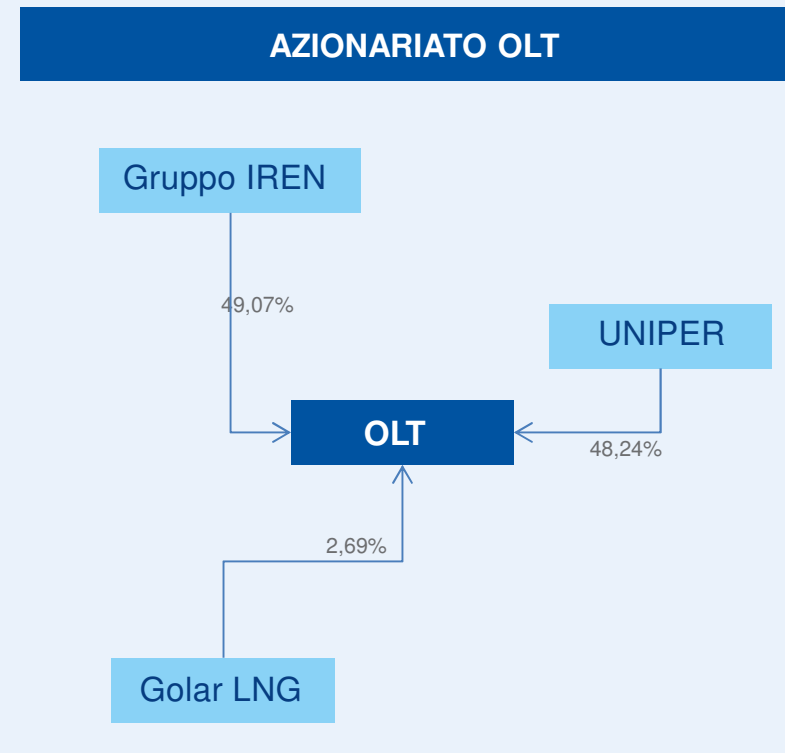 AZIONARIATO OLT
Gruppo IREN
49,07%
UNIPER
OLT
48,24%
2,69%
Golar LNG